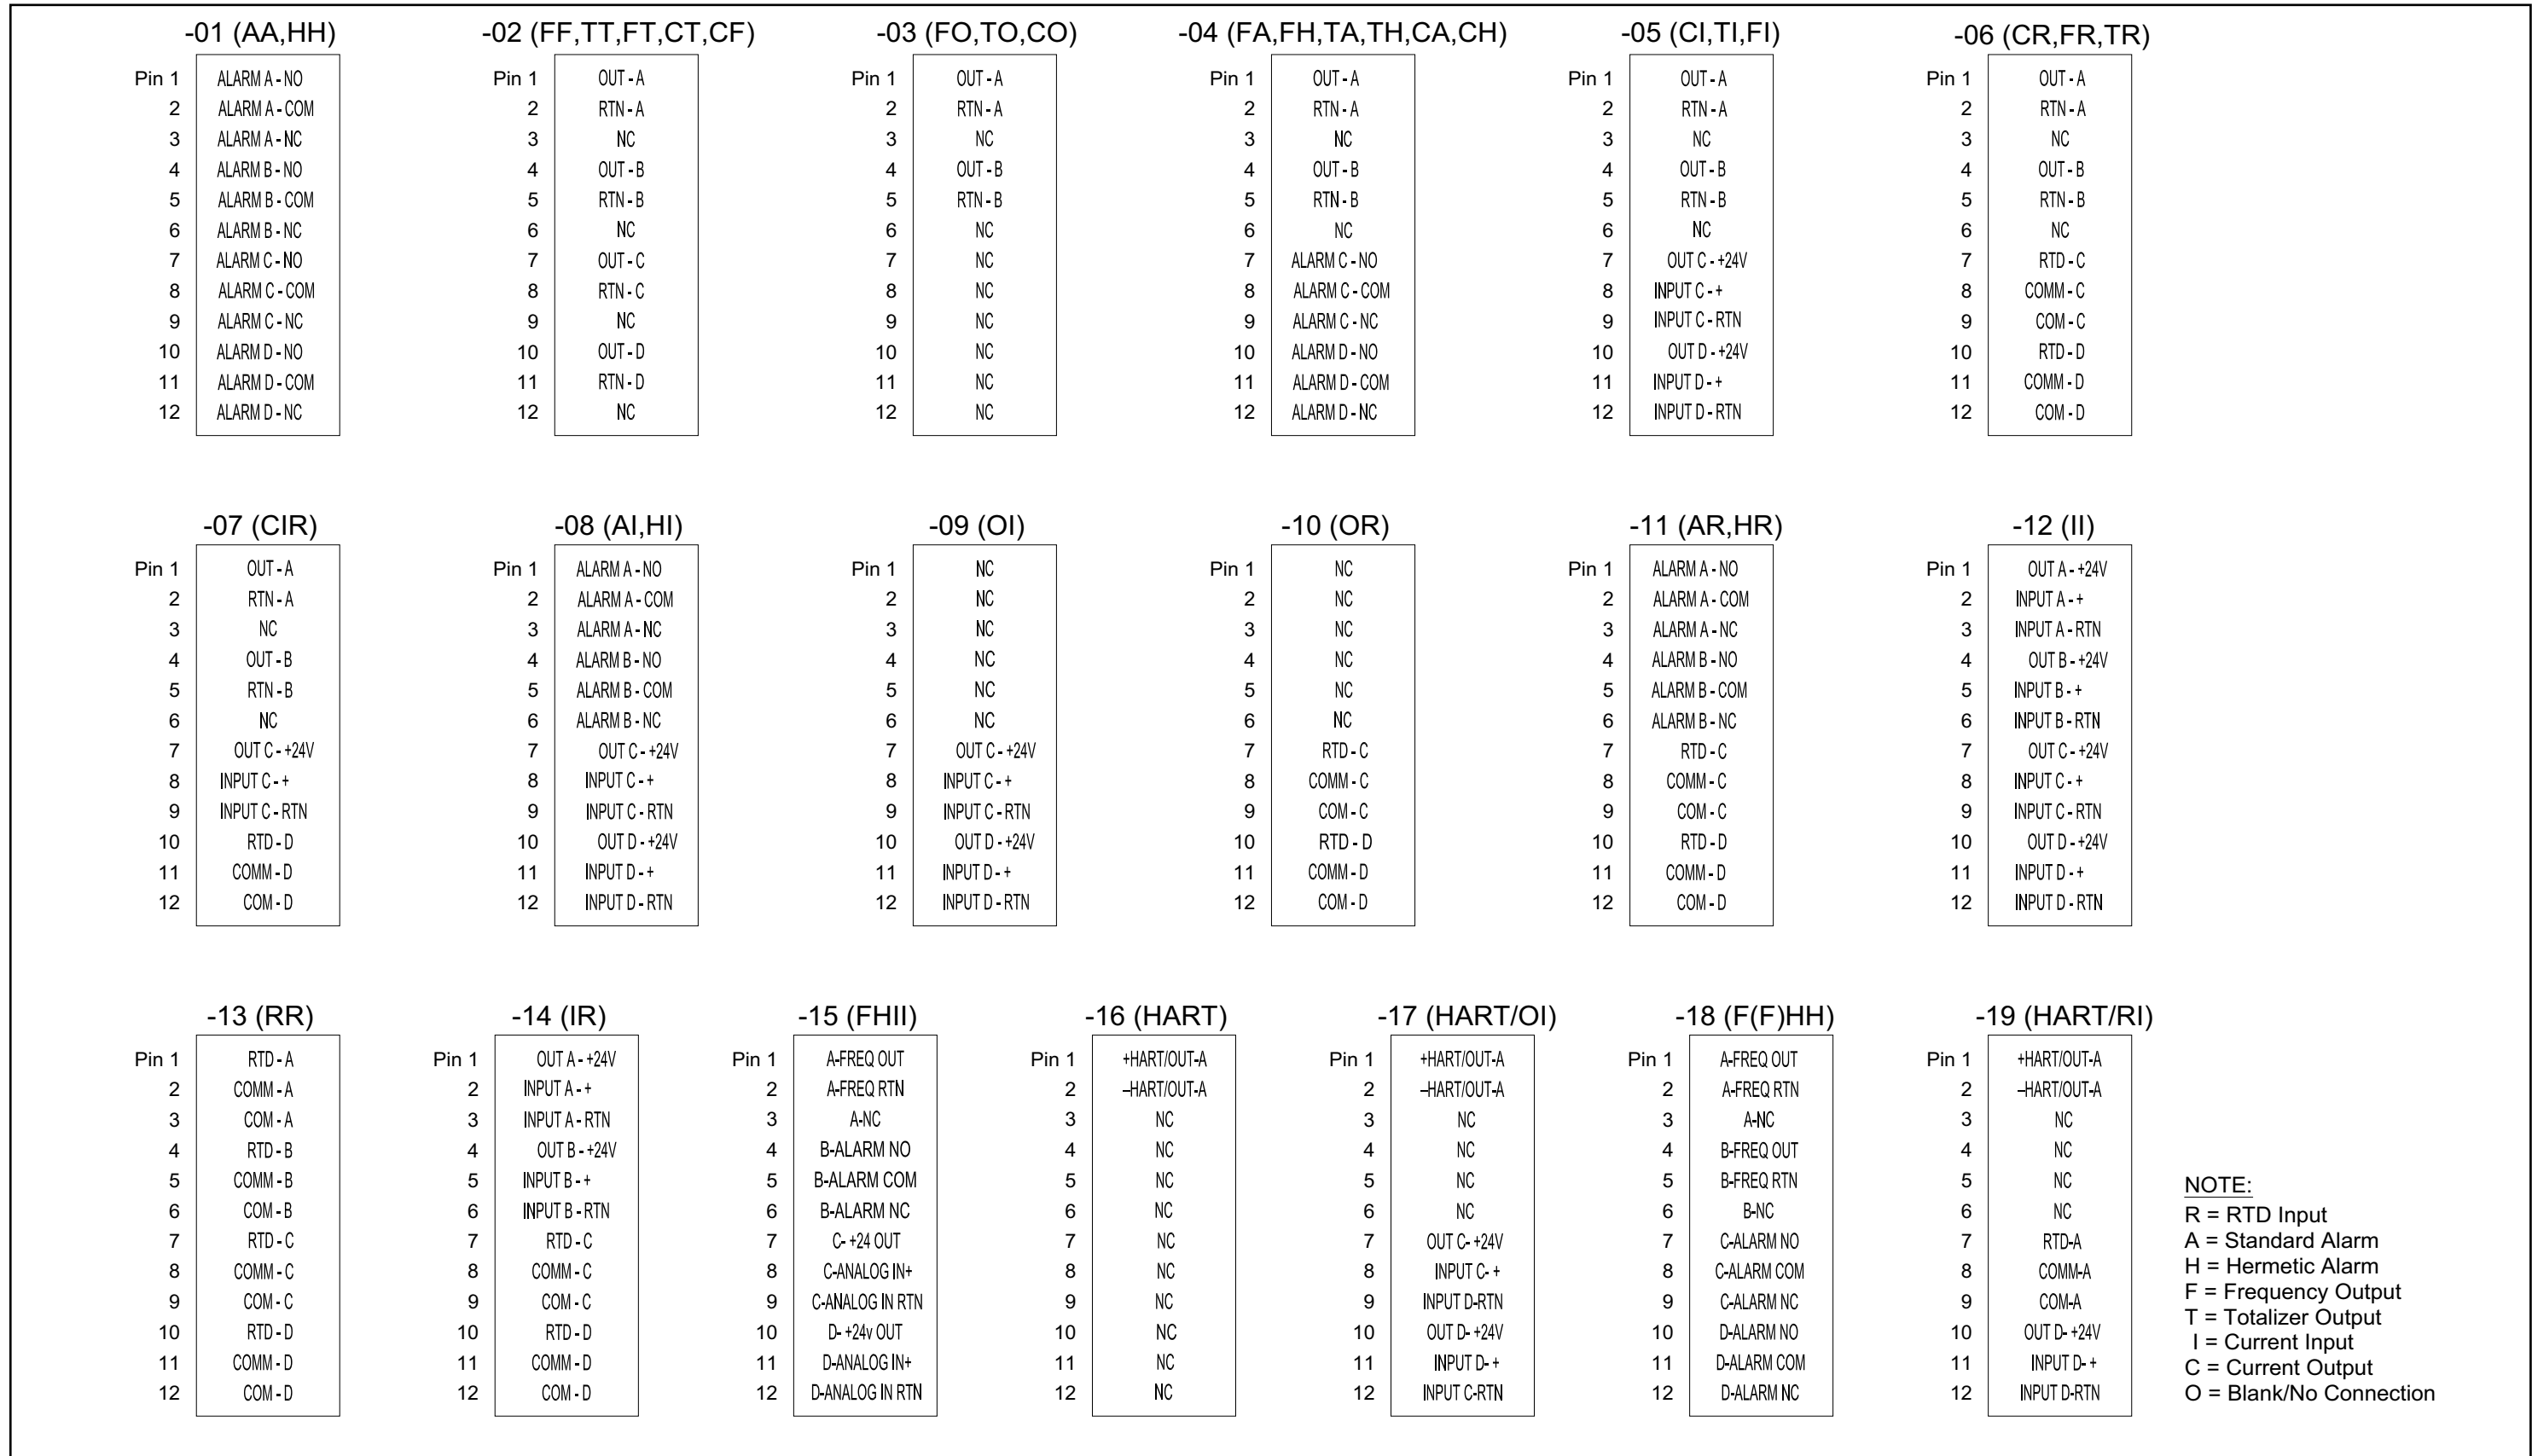 -01 (AA,HH)
Pin 1 ALARM A - NO
2 ALARM A - COM
3 ALARM A - NC
4 ALARM B - NO
5 ALARM B - COM
6 ALARM B - NC
7 ALARM C - NO
8 ALARM C - COM
9 ALARM C - NC
10 ALARM D - NO
11 ALARM D - COM
12 ALARM D - NC
-02 (FF,TT,FT,CT,CF)
Pin 1 OUT - A
2 RTN - A
3 NC
4 OUT - B
5 RTN - B
6 NC
7 OUT - C
8 RTN - C
9 NC
10 OUT - D
11 RTN - D
12 NC
-03 (FO,TO,CO)
Pin 1 OUT - A
2 RTN - A
3 NC
4 OUT - B
5 RTN - B
6 NC
7 NC
8 NC
9 NC
10 NC
11 NC
12 NC
-04 (FA,FH,TA,TH,CA,CH)
Pin 1 OUT - A
2 RTN - A
3 NC
4 OUT - B
5 RTN - B
6 NC
7 ALARM C - NO
8 ALARM C - COM
9 ALARM C - NC
10 ALARM D - NO
11 ALARM D - COM
12 ALARM D - NC
-05 (CI,TI,FI)
Pin 1 OUT - A
2 RTN - A
3 NC
4 OUT - B
5 RTN - B
6 NC
7 OUT C - +24V
8 INPUT C - +
9 INPUT C - RTN
10 OUT D - +24V
11 INPUT D - +
12 INPUT D - RTN
-06 (CR,FR,TR)
Pin 1 OUT - A
2 RTN - A
3 NC
4 OUT - B
5 RTN - B
6 NC
7 RTD - C
8 COMM - C
9 COM - C
10 RTD - D
11 COMM - D
12 COM - D
-07 (CIR)
Pin 1 OUT - A
2 RTN - A
3 NC
4 OUT - B
5 RTN - B
6 NC
7 OUT C - +24V
8 INPUT C - +
9 INPUT C - RTN
10 RTD - D
11 COMM - D
12 COM - D
-08 (AI,HI)
Pin 1 ALARM A - NO
2 ALARM A - COM
3 ALARM A - NC
4 ALARM B - NO
5 ALARM B - COM
6 ALARM B - NC
7 OUT C - +24V
8 INPUT C - +
9 INPUT C - RTN
10 OUT D - +24V
11 INPUT D - +
12 INPUT D - RTN
-09 (OI)
Pin 1 NC
2 NC
3 NC
4 NC
5 NC
6 NC
7 OUT C - +24V
8 INPUT C - +
9 INPUT C - RTN
10 OUT D - +24V
11 INPUT D - +
12 INPUT D - RTN
-10 (OR)
Pin 1 NC
2 NC
3 NC
4 NC
5 NC
6 NC
7 RTD - C
8 COMM - C
9 COM - C
10 RTD - D
11 COMM - D
12 COM - D
-11 (AR,HR)
Pin 1 ALARM A - NO
2 ALARM A - COM
3 ALARM A - NC
4 ALARM B - NO
5 ALARM B - COM
6 ALARM B - NC
7 RTD - C
8 COMM - C
9 COM - C
10 RTD - D
11 COMM - D
12 COM - D
-12 (II)
Pin 1 OUT A - +24V
2 INPUT A - +
3 INPUT A - RTN
4 OUT B - +24V
5 INPUT B - +
6 INPUT B - RTN
7 OUT C - +24V
8 INPUT C - +
9 INPUT C - RTN
10 OUT D - +24V
11 INPUT D - +
12 INPUT D - RTN
-13 (RR)
Pin 1 RTD - A
2 COMM - A
3 COM - A
4 RTD - B
5 COMM - B
6 COM - B
7 RTD - C
8 COMM - C
9 COM - C
10 RTD - D
11 COMM - D
12 COM - D
-14 (IR)
Pin 1 OUT A - +24V
2 INPUT A - +
3 INPUT A - RTN
4 OUT B - +24V
5 INPUT B - +
6 INPUT B - RTN
7 RTD - C
8 COMM - C
9 COM - C
10 RTD - D
11 COMM - D
12 COM - D
-15 (FHII)
Pin 1 A-FREQ OUT
2 A-FREQ RTN
3 A-NC
4 B-ALARM NO
5 B-ALARM COM
6 B-ALARM NC
7 C- +24 OUT
8 C-ANALOG IN+
9 C-ANALOG IN RTN
10 D- +24v OUT
11 D-ANALOG IN+
12 D-ANALOG IN RTN
-16 (HART)
Pin 1 +HART/OUT-A
2 –HART/OUT-A
3 NC
4 NC
5 NC
6 NC
7 NC
8 NC
9 NC
10 NC
11 NC
12 NC
-17 (HART/OI)
Pin 1 +HART/OUT-A
2 –HART/OUT-A
3 NC
4 NC
5 NC
6 NC
7 OUT C- +24V
8 INPUT C- +
9 INPUT D-RTN
10 OUT D- +24V
11 INPUT D- +
12 INPUT C-RTN
-18 (F(F)HH)
Pin 1 A-FREQ OUT
2 A-FREQ RTN
3 A-NC
4 B-FREQ OUT
5 B-FREQ RTN
6 B-NC
7 C-ALARM NO
8 C-ALARM COM
9 C-ALARM NC
10 D-ALARM NO
11 D-ALARM COM
12 D-ALARM NC
-19 (HART/RI)
Pin 1 +HART/OUT-A
2 –HART/OUT-A
3 NC
4 NC
5 NC
6 NC
7 RTD-A
8 COMM-A
9 COM-A
10 OUT D- +24V
11 INPUT D- +
12 INPUT D-RTN
NOTE:
R = RTD Input
A = Standard Alarm
H = Hermetic Alarm
F = Frequency Output
T = Totalizer Output
I = Current Input
C = Current Output
O = Blank/No Connection